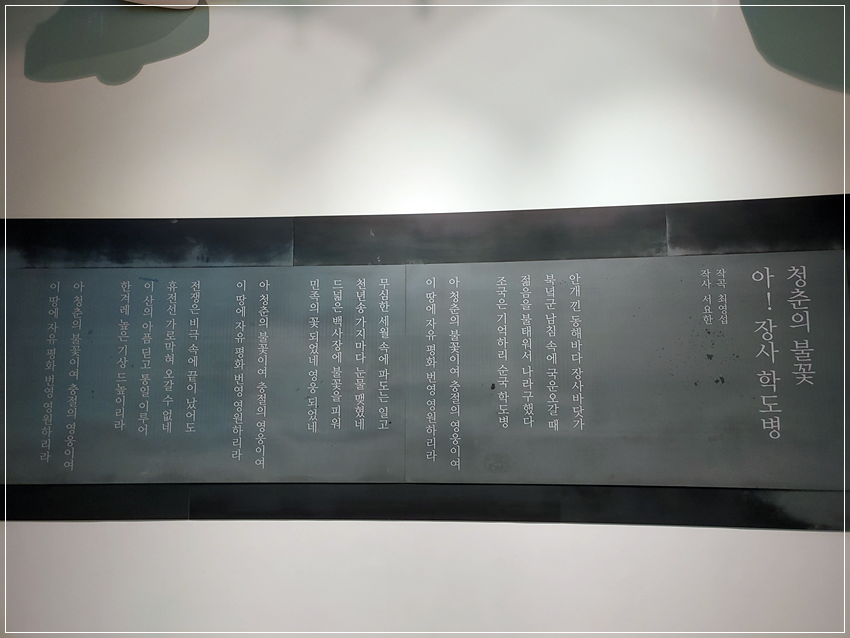 청춘의 불꽃
아! 장사 학도병
작곡 최영섭
작사 서요한
안개 낀 동해바다 장사바닷가
북녘군 남침 속에 국운오갈 때
젊음을 불태워서 나라구했다
조국은 기억하리 순국 학도병
아 청춘의 불꽃이여 충절의 영웅이여
이 땅에 자유 평화 번영 영원하리라
무심한 세월 속에 파도는 일고
천년송 가지마다 눈물 맺혔네
드넓은 백사장에 불꽃을 피워
민족의 꽃 되었네 영웅 되었네
아 청춘의 불꽃이여 충절의 영웅이여
이 땅에 자유 평화 번영 영원하리라
전쟁은 비극 속에 끝이 났어도
휴전선 가로막혀 오갈 수 없네
이 산의 아픔 딛고 통일 이루어
한겨레 높은 기상 드높이리라
아 청춘의 불꽃이여 충절의 영웅이여
이 땅에 자유 평화 번영 영원하리라